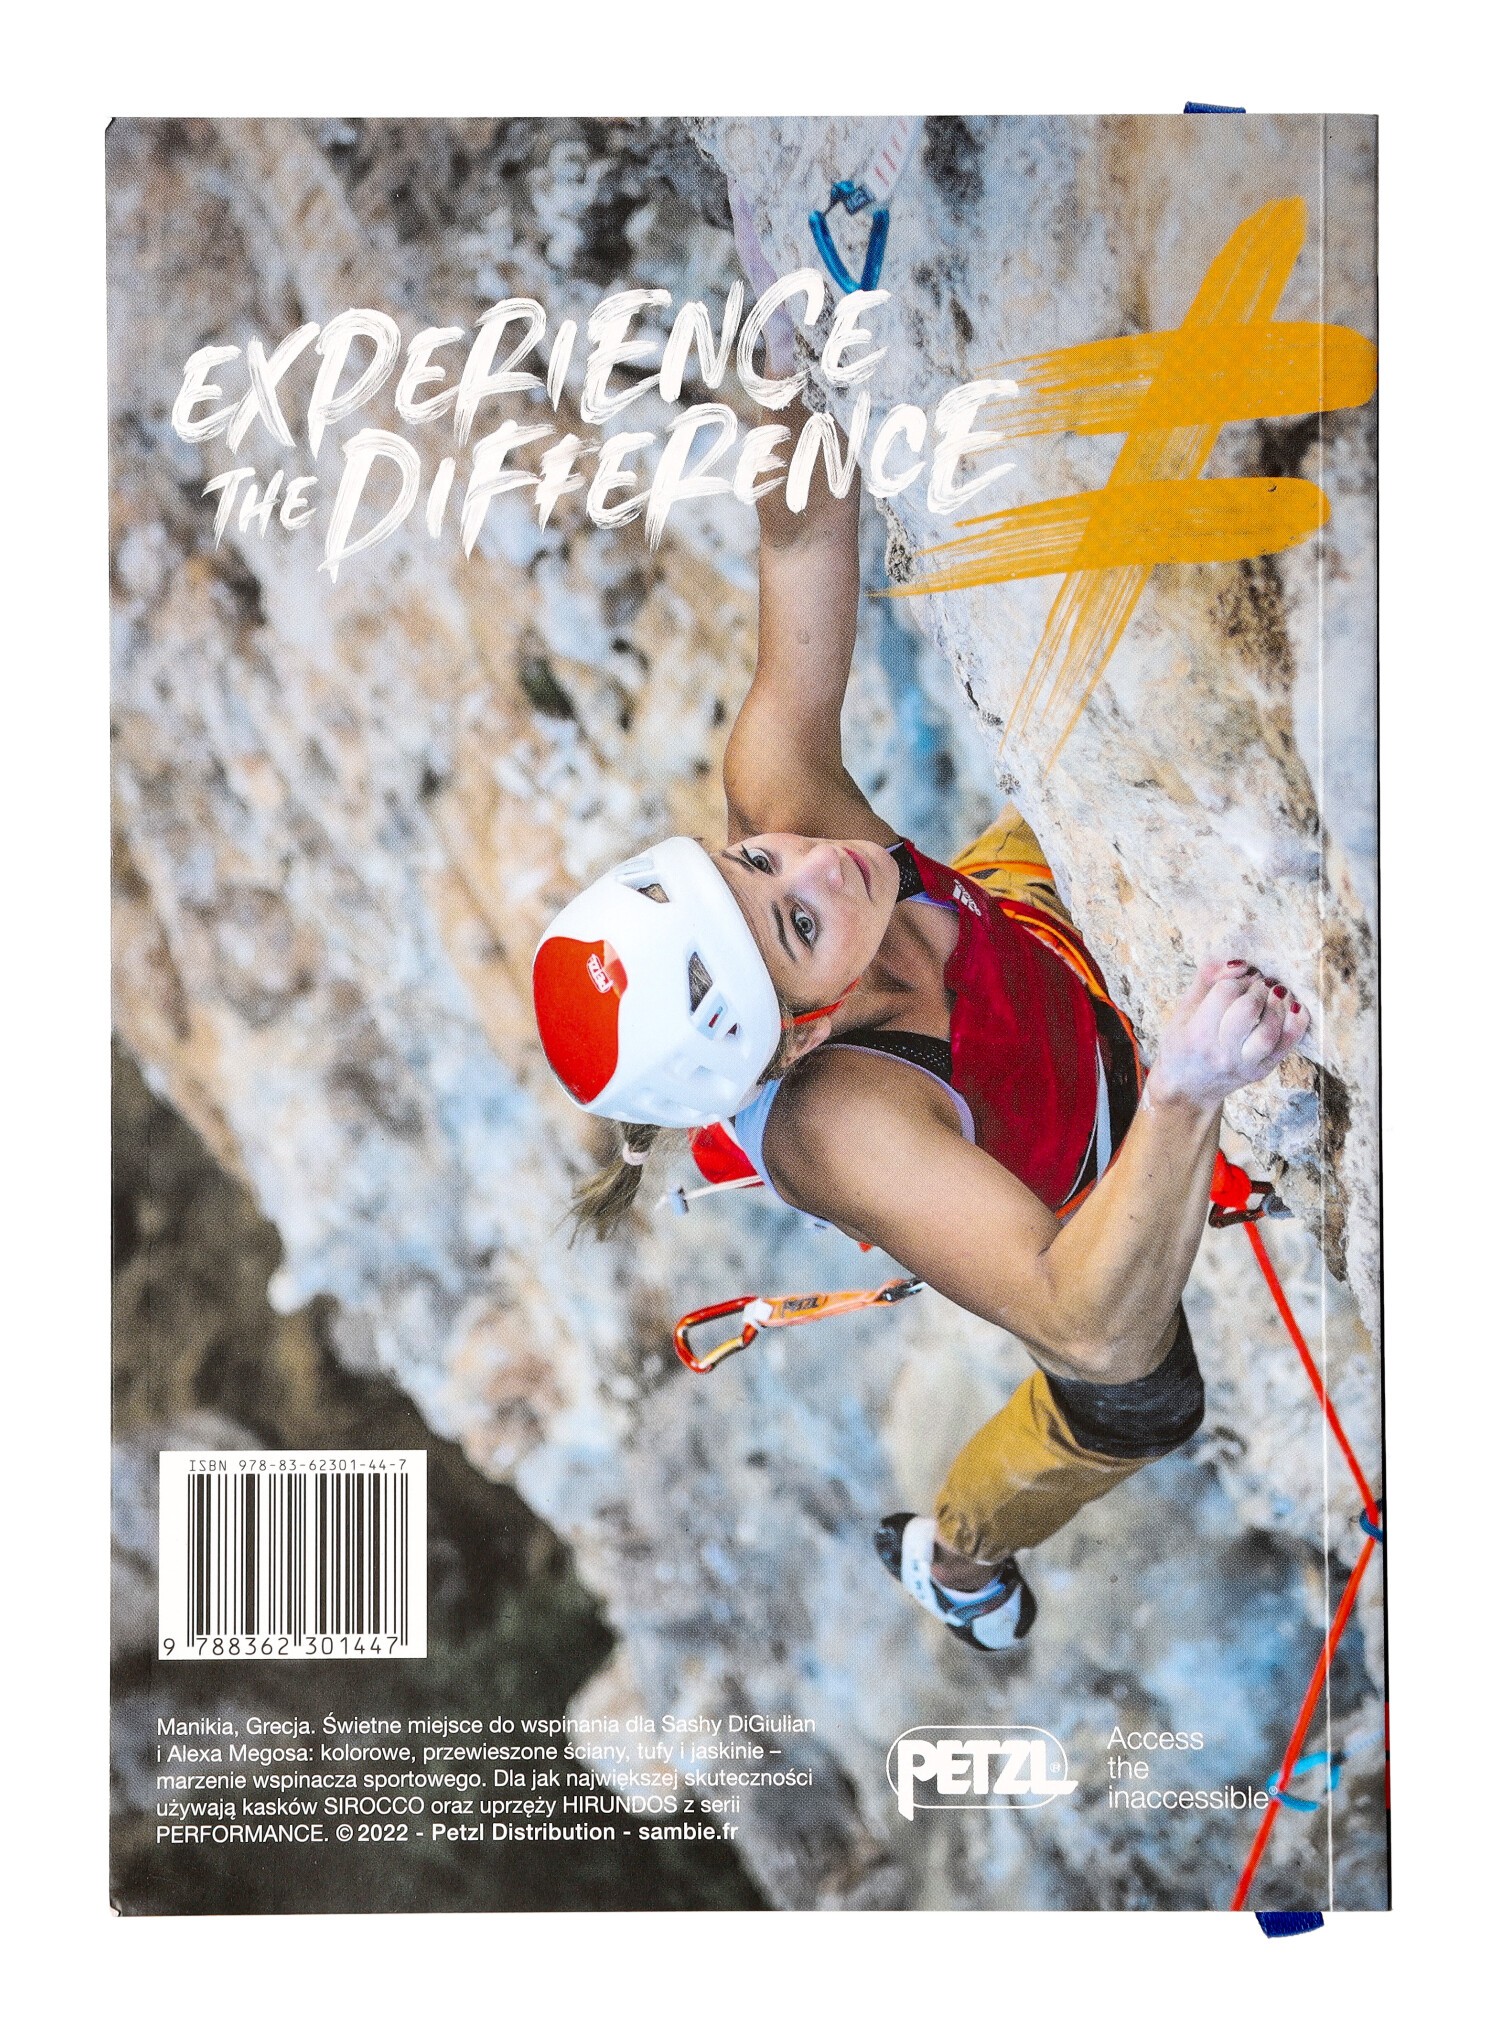 EXPERIENCE
THE DIFFERENCE
PETZL
PETZL
ISBN 978-83-62301-44-7
9 788362 301447
Manikia, Grecja. Świetne miejsce do wspinania dla Sashy DiGiulian
i Alexa Megosa: kolorowe, przewieszone ściany, tufy i jaskinie –
marzenie wspinacza sportowego. Dla jak największej skuteczności
używają kasków SIROCCO oraz uprzęży HIRUNDOS z serii
PERFORMANCE. © 2022 - Petzl Distribution - sambie.fr
PETZL®
Access
the
inaccessible®